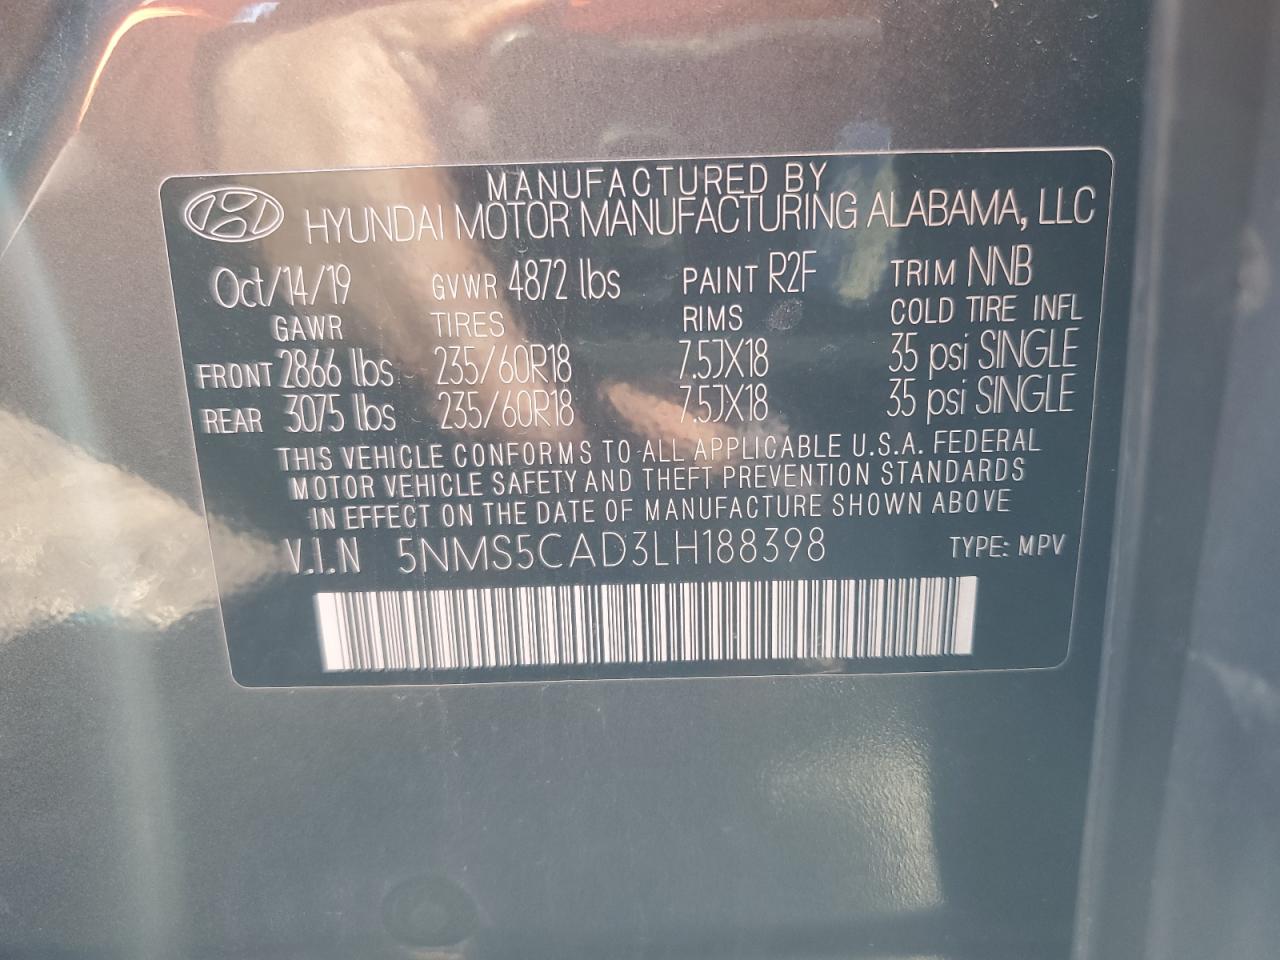 MANUFACTURED BY
HYUNDAI MOTOR MANUFACTURING ALABAMA, LLC
Oct/14/19 GVWR 4872 lbs PAINT R2F TRIM NNB
GAWR TIRES RIMS COLD TIRE INFL
FRONT 2866 lbs 235/60R18 7.5JX18 35 psi SINGLE
REAR 3075 lbs 235/60R18 7.5JX18 35 psi SINGLE
THIS VEHICLE CONFORMS TO ALL APPLICABLE U.S.A. FEDERAL
MOTOR VEHICLE SAFETY AND THEFT PREVENTION STANDARDS
IN EFFECT ON THE DATE OF MANUFACTURE SHOWN ABOVE
V.I.N 5NMS5CAD3LH188398 TYPE: MPV